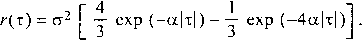 r(τ) = σ² [ 4/3 exp (−α|τ|) − 1/3 exp (−4α|τ|) ] .